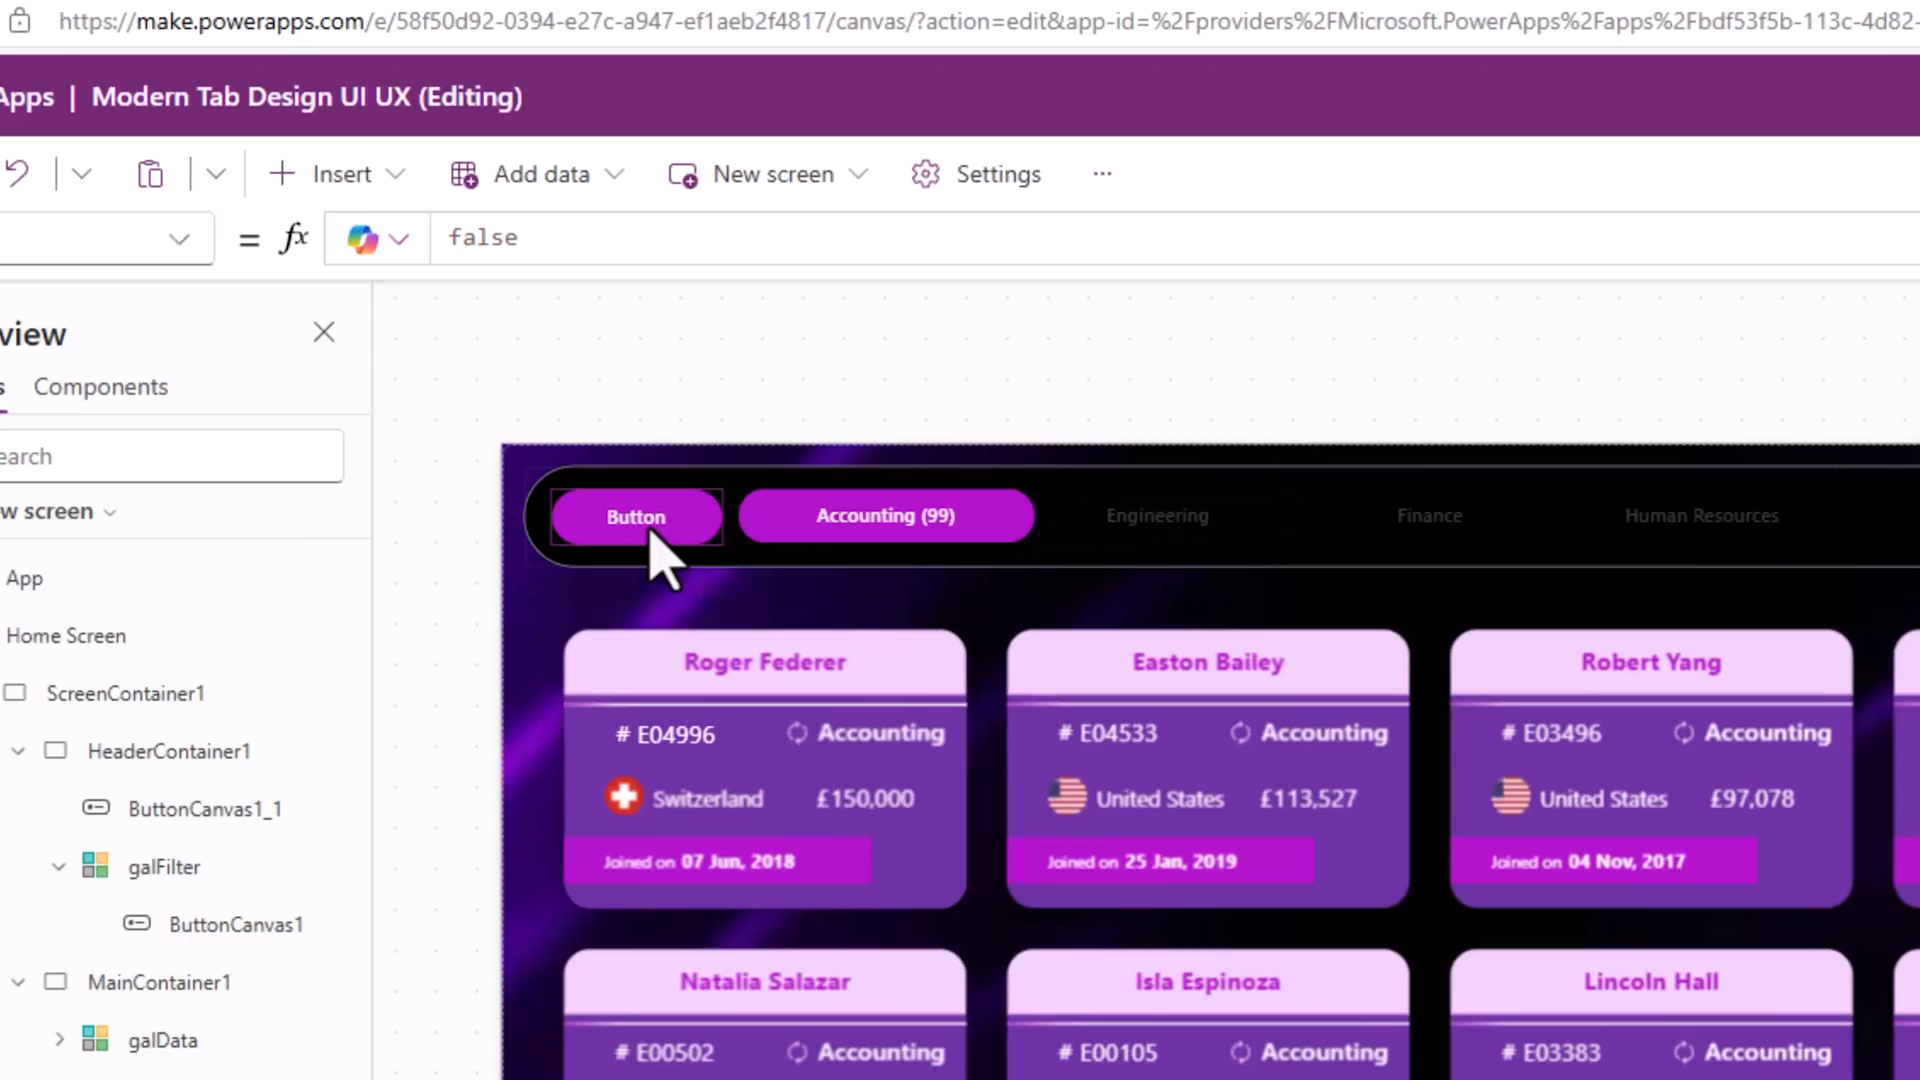 https://make.powerapps.com/e/58f50d92-0394-e27c-a947-ef1aeb2f4817/canvas/?action=edit&app-id=%2Fproviders%2FMicrosoft.PowerApps%2Fapps%2Fbdf53f5b-113c-4d82-
Apps | Modern Tab Design UI UX (Editing)
Insert Add data New screen Settings ...
= fx false
view
Components
earch
w screen
App
Home Screen
ScreenContainer1
HeaderContainer1
ButtonCanvas1_1
galFilter
ButtonCanvas1
MainContainer1
galData
Button Accounting (99) Engineering Finance Human Resources
Roger Federer
# E04996 Accounting
Switzerland £150,000
Joined on 07 Jun, 2018
Easton Bailey
# E04533 Accounting
United States £113,527
Joined on 25 Jan, 2019
Robert Yang
# E03496 Accounting
United States £97,078
Joined on 04 Nov, 2017
Natalia Salazar
# E00502 Accounting
Isla Espinoza
# E00105 Accounting
Lincoln Hall
# E03383 Accounting